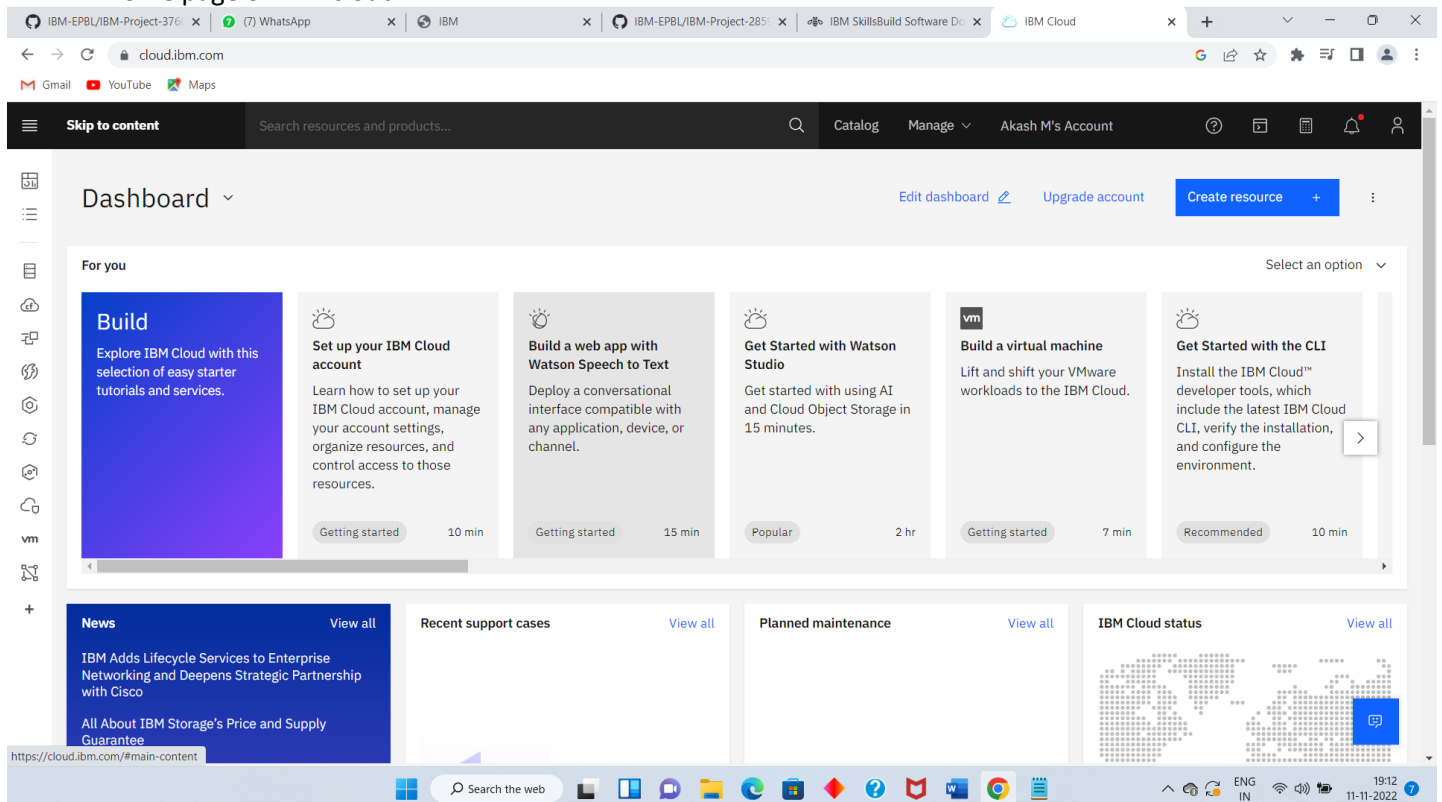 IBM-EPBL/IBM-Project-376
(7) WhatsApp
IBM
IBM-EPBL/IBM-Project-285
IBM SkillsBuild Software Do
IBM Cloud
cloud.ibm.com
Gmail
YouTube
Maps
Skip to content
Search resources and products...
Catalog
Manage
Akash M's Account
Dashboard
Edit dashboard
Upgrade account
Create resource +
For you
Select an option
Build
Explore IBM Cloud with this
selection of easy starter
tutorials and services.
Set up your IBM Cloud
account
Learn how to set up your
IBM Cloud account, manage
your account settings,
organize resources, and
control access to those
resources.
Getting started
10 min
Build a web app with
Watson Speech to Text
Deploy a conversational
interface compatible with
any application, device, or
channel.
Getting started
15 min
Get Started with Watson
Studio
Get started with using AI
and Cloud Object Storage in
15 minutes.
Popular
2 hr
vm
Build a virtual machine
Lift and shift your VMware
workloads to the IBM Cloud.
Getting started
7 min
Get Started with the CLI
Install the IBM Cloud™
developer tools, which
include the latest IBM Cloud
CLI, verify the installation,
and configure the
environment.
Recommended
10 min
vm
News
View all
IBM Adds Lifecycle Services to Enterprise
Networking and Deepens Strategic Partnership
with Cisco
All About IBM Storage's Price and Supply
Guarantee
Recent support cases
View all
Planned maintenance
View all
IBM Cloud status
View all
https://cloud.ibm.com/#main-content
Search the web
ENG
IN
19:12
11-11-2022
7